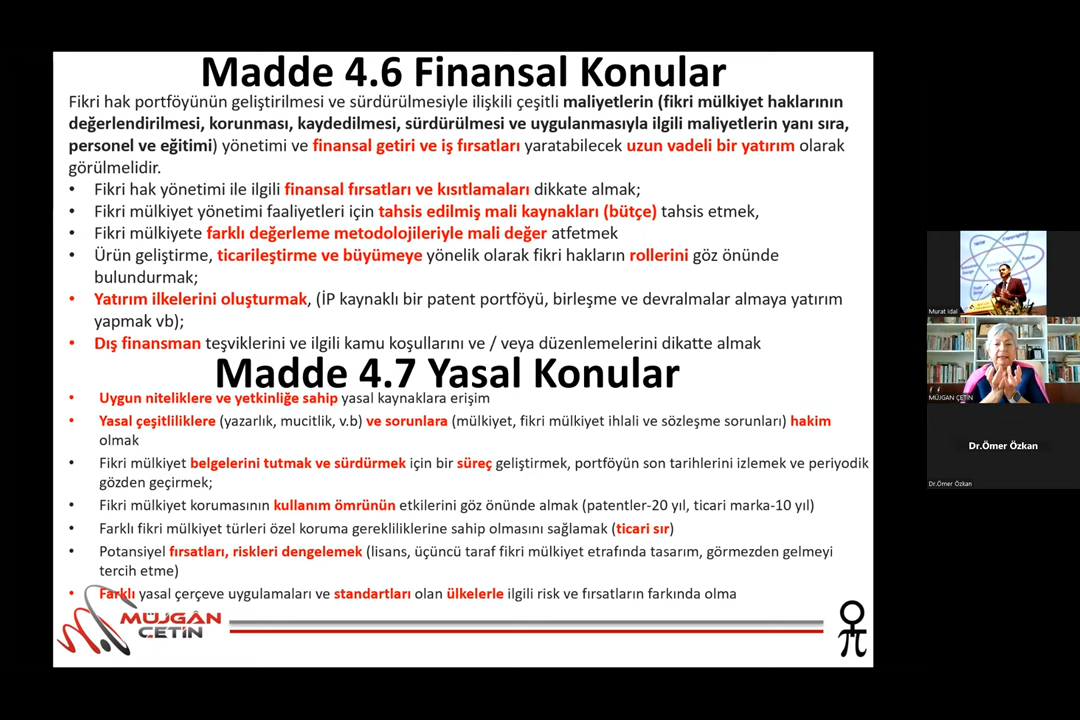 Madde 4.6 Finansal Konular
Fikri hak portföyünün geliştirilmesi ve sürdürülmesiyle ilişkili çeşitli maliyetlerin (fikri mülkiyet haklarının
değerlendirilmesi, korunması, kaydedilmesi, sürdürülmesi ve uygulanmasıyla ilgili maliyetlerin yanı sıra,
personel ve eğitimi) yönetimi ve finansal getiri ve iş fırsatları yaratabilecek uzun vadeli bir yatırım olarak
görülmelidir.
• Fikri hak yönetimi ile ilgili finansal fırsatları ve kısıtlamaları dikkate almak;
• Fikri mülkiyet yönetimi faaliyetleri için tahsis edilmiş mali kaynakları (bütçe) tahsis etmek,
• Fikri mülkiyete farklı değerleme metodolojileriyle mali değer atfetmek
• Ürün geliştirme, ticarileştirme ve büyümeye yönelik olarak fikri hakların rollerini göz önünde
bulundurmak;
• Yatırım ilkelerini oluşturmak, (İP kaynaklı bir patent portföyü, birleşme ve devralmalar almaya yatırım
yapmak vb);
• Dış finansman teşviklerini ve ilgili kamu koşullarını ve / veya düzenlemelerini dikatte almak
Madde 4.7 Yasal Konular
• Uygun niteliklere ve yetkinliğe sahip yasal kaynaklara erişim
• Yasal çeşitliliklere (yazarlık, mucitlik, v.b) ve sorunlara (mülkiyet, fikri mülkiyet ihlali ve sözleşme sorunları) hakim
olmak
• Fikri mülkiyet belgelerini tutmak ve sürdürmek için bir süreç geliştirmek, portföyün son tarihlerini izlemek ve periyodik
gözden geçirmek;
• Fikri mülkiyet korumasının kullanım ömrünün etkilerini göz önünde almak (patentler-20 yıl, ticari marka-10 yıl)
• Farklı fikri mülkiyet türleri özel koruma gerekliliklerine sahip olmasını sağlamak (ticari sır)
• Potansiyel fırsatları, riskleri dengelemek (lisans, üçüncü taraf fikri mülkiyet etrafında tasarım, görmezden gelmeyi
tercih etme)
• Farklı yasal çerçeve uygulamaları ve standartları olan ülkelerle ilgili risk ve fırsatların farkında olma
MÜJGÂN
ÇETİN
Murat idal
MÜJGAN ÇETİN
Dr.Ömer Özkan
Dr.Ömer Özkan